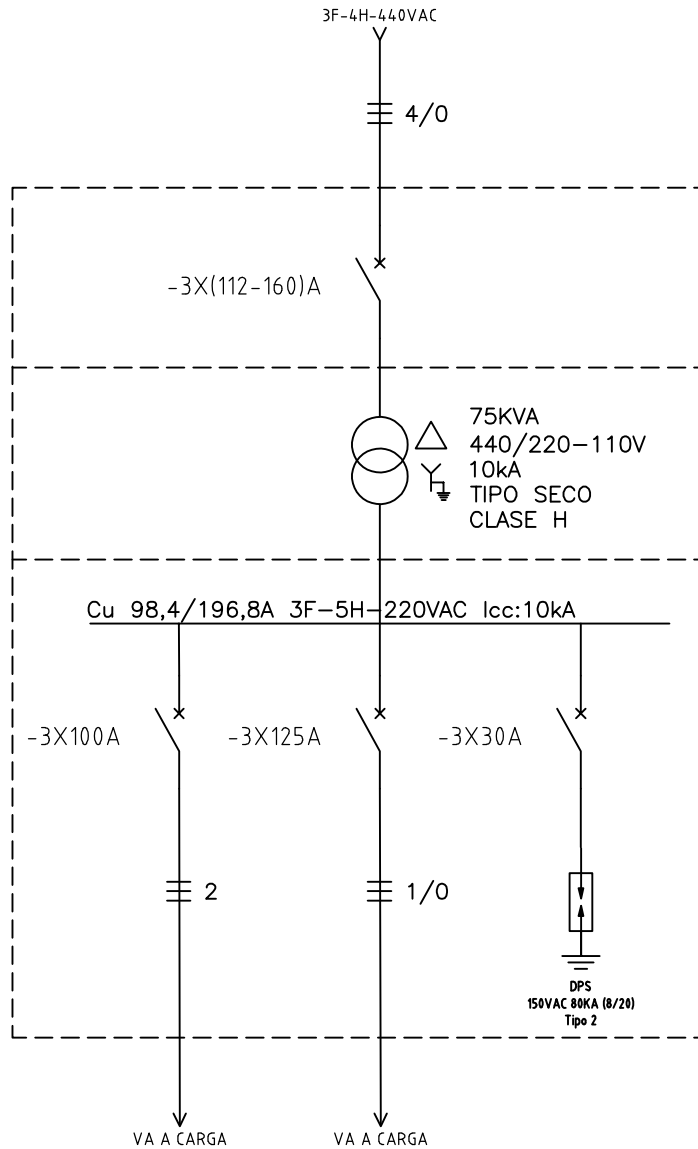 3F-4H-440VAC
4/0
-3X(112-160)A
75KVA
440/220-110V
10kA
TIPO SECO
CLASE H
Cu 98,4/196,8A 3F-5H-220VAC Icc:10kA
-3X100A
-3X125A
-3X30A
2
1/0
DPS
150VAC 80KA (8/20)
Tipo 2
VA A CARGA
VA A CARGA